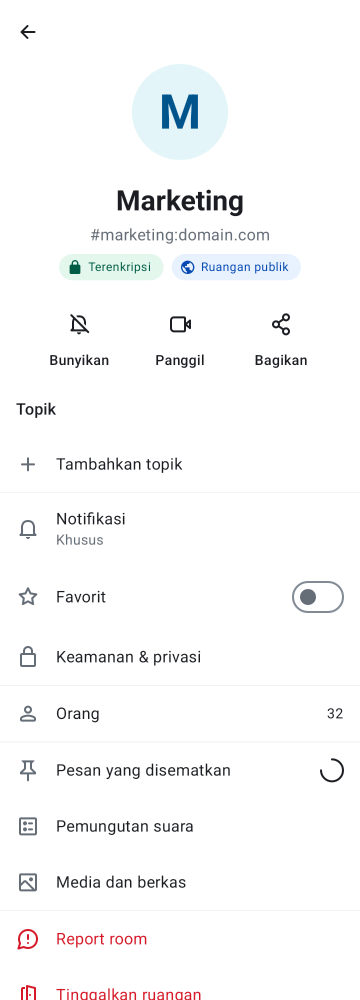 M
Marketing
#marketing:domain.com
Terenkripsi
Ruangan publik
Bunyikan
Panggil
Bagikan
Topik
Tambahkan topik
Notifikasi
Khusus
Favorit
Keamanan & privasi
Orang
32
Pesan yang disematkan
Pemungutan suara
Media dan berkas
Report room
Tinggalkan ruangan